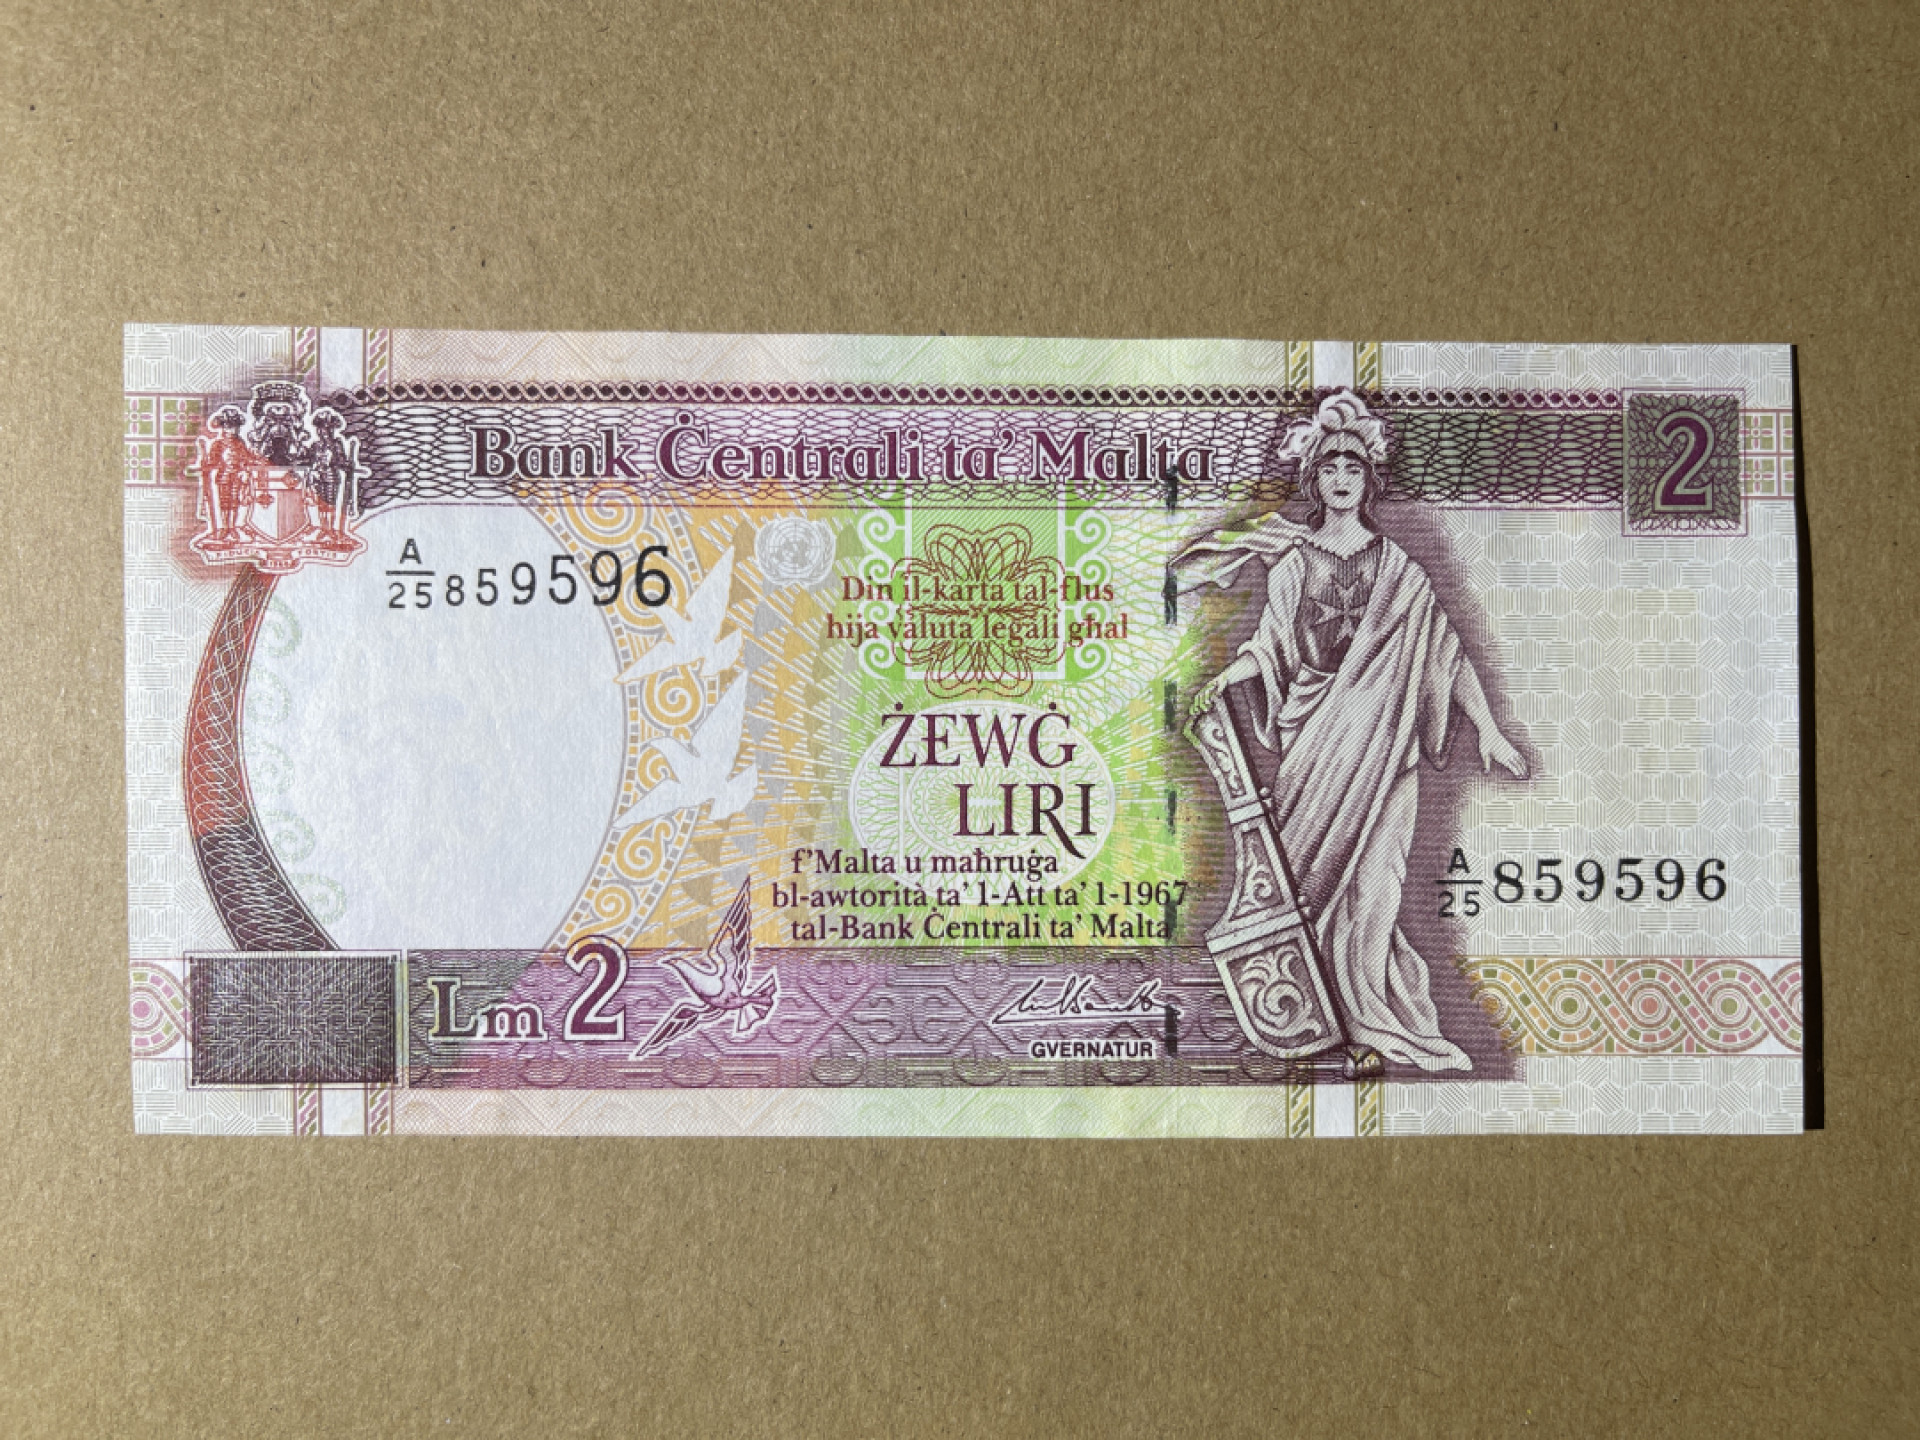 Bank Ċentrali ta' Malta
2
A/25 859596
Din il-karta tal-flus
hija valuta legali għal
ŻEWĠ
LIRI
f'Malta u maħruġa
bl-awtorità ta' l-Att ta' l-1967
tal-Bank Ċentrali ta' Malta
A/25 859596
Lm 2
GVERNATUR